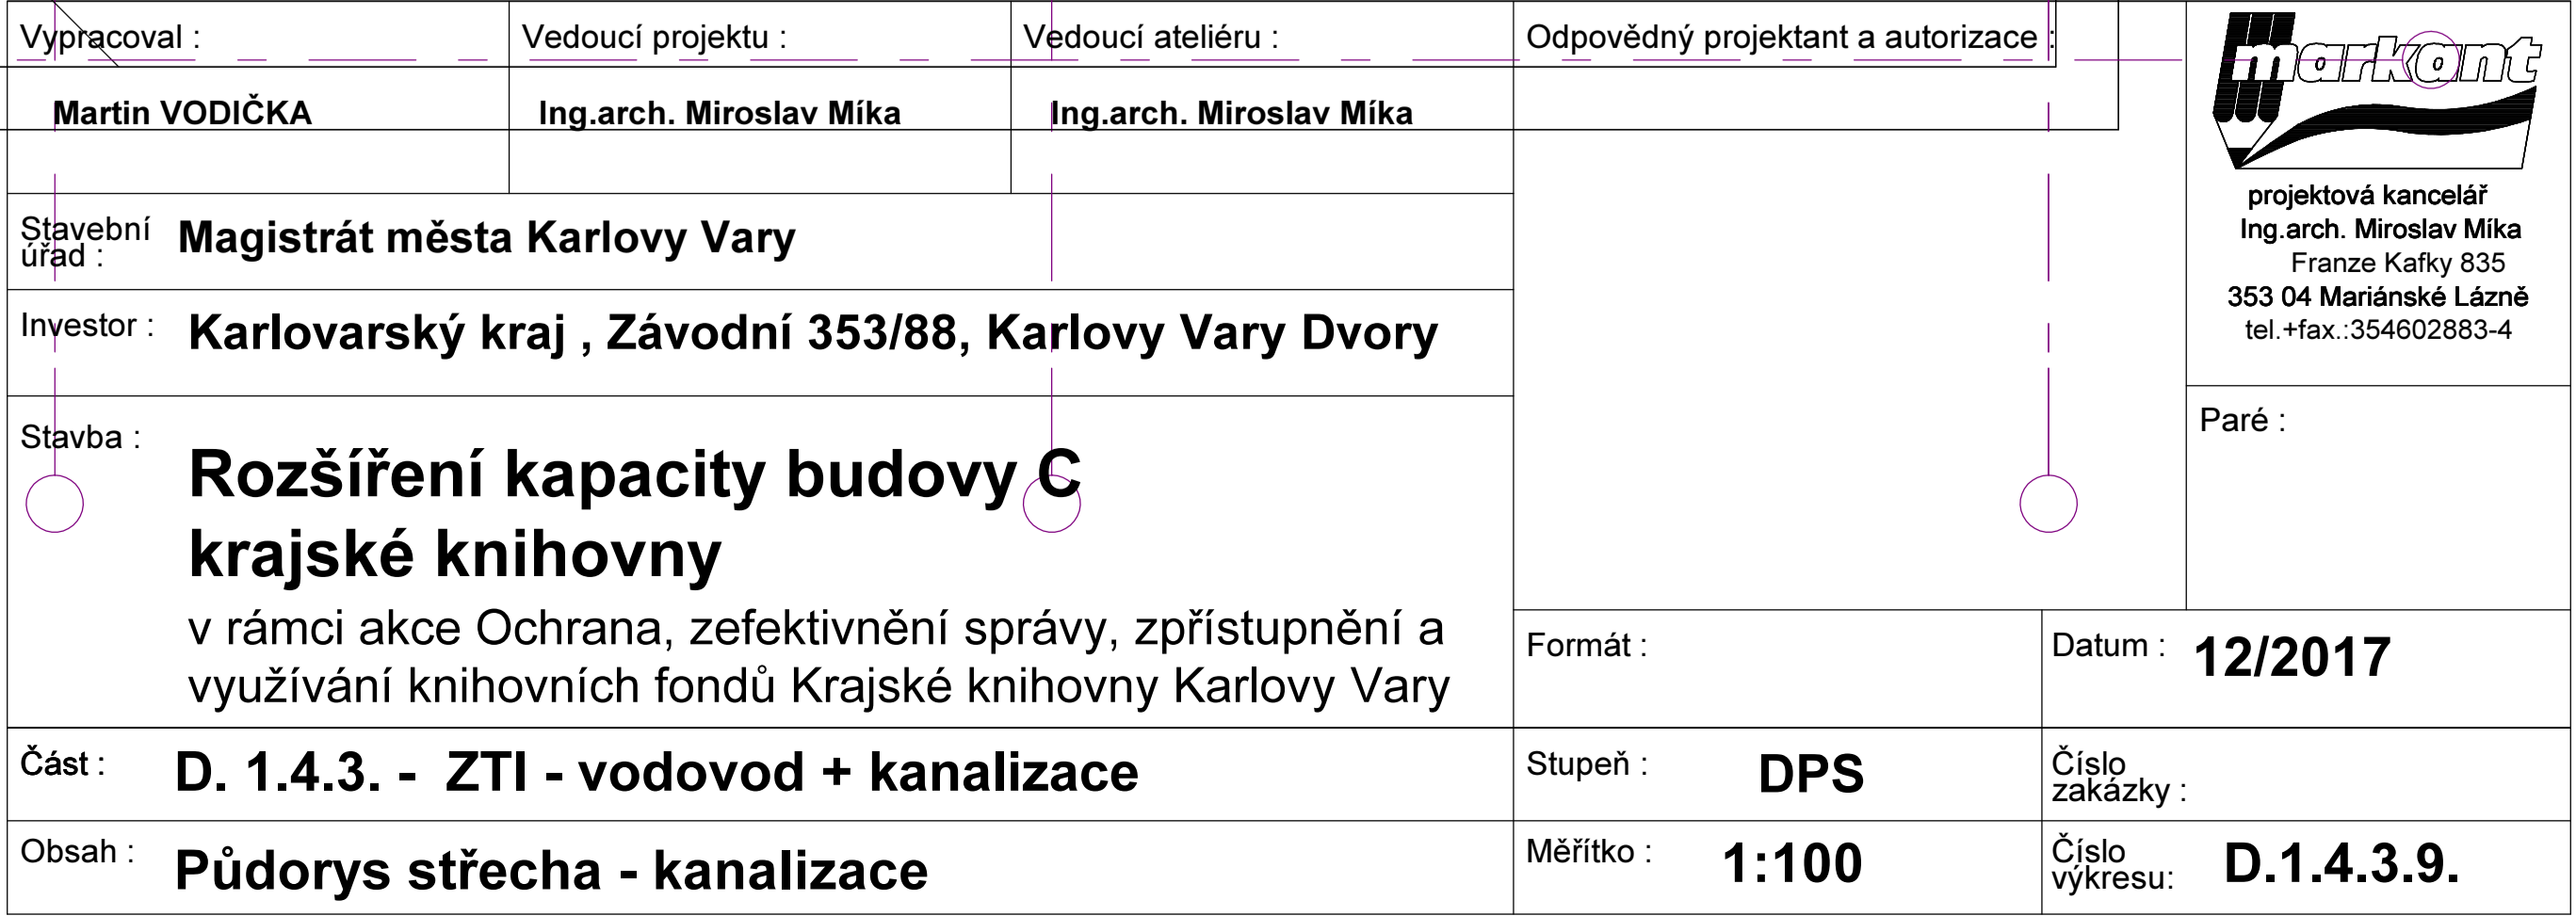 Vypracoval :
Vedoucí projektu :
Vedoucí ateliéru :
Odpovědný projektant a autorizace :
Martin VODIČKA
Ing.arch. Miroslav Míka
Ing.arch. Miroslav Míka
markant
projektová kancelář
Ing.arch. Miroslav Míka
Franze Kafky 835
353 04 Mariánské Lázně
tel.+fax.:354602883-4
Stavební
úřad :
Magistrát města Karlovy Vary
Investor :
Karlovarský kraj , Závodní 353/88, Karlovy Vary Dvory
Stavba :
Rozšíření kapacity budovy C
krajské knihovny
v rámci akce Ochrana, zefektivnění správy, zpřístupnění a
využívání knihovních fondů Krajské knihovny Karlovy Vary
Paré :
Formát :
Datum :
12/2017
Část :
D. 1.4.3. - ZTI - vodovod + kanalizace
Stupeň :
DPS
Číslo
zakázky :
Obsah :
Půdorys střecha - kanalizace
Měřítko :
1:100
Číslo
výkresu:
D.1.4.3.9.